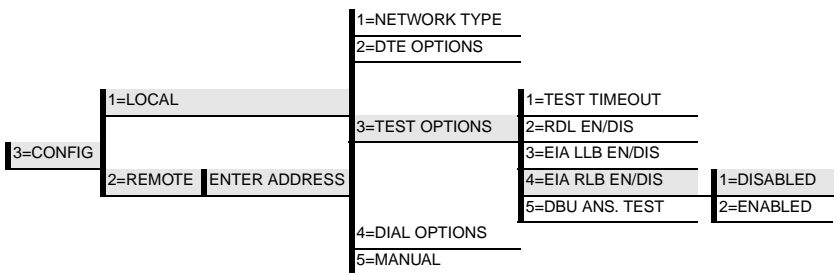 1=NETWORK TYPE
2=DTE OPTIONS
1=LOCAL
1=TEST TIMEOUT
3=TEST OPTIONS
2=RDL EN/DIS
3=CONFIG
3=EIA LLB EN/DIS
2=REMOTE
ENTER ADDRESS
4=EIA RLB EN/DIS
1=DISABLED
5=DBU ANS. TEST
2=ENABLED
4=DIAL OPTIONS
5=MANUAL